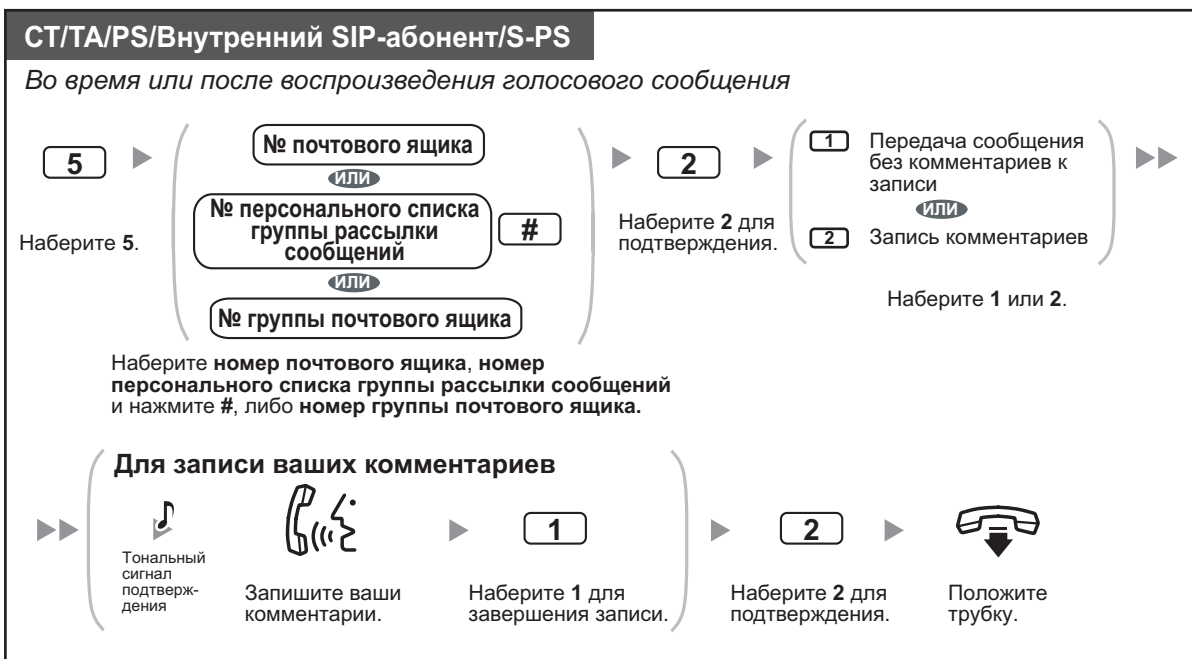 CT/TA/PS/Внутренний SIP-абонент/S-PS
Во время или после воспроизведения голосового сообщения
5
Наберите 5.
№ почтового ящика
или
№ персонального списка
группы рассылки
сообщений
#
или
№ группы почтового ящика
Наберите номер почтового ящика, номер
персонального списка группы рассылки сообщений
и нажмите #, либо номер группы почтового ящика.
2
Наберите 2 для
подтверждения.
1 Передача сообщения
без комментариев к
записи
или
2 Запись комментариев
Наберите 1 или 2.
Для записи ваших комментариев
Тональный
сигнал
подтверж-
дения
Запишите ваши
комментарии.
1
Наберите 1 для
завершения записи.
2
Наберите 2 для
подтверждения.
Положите
трубку.